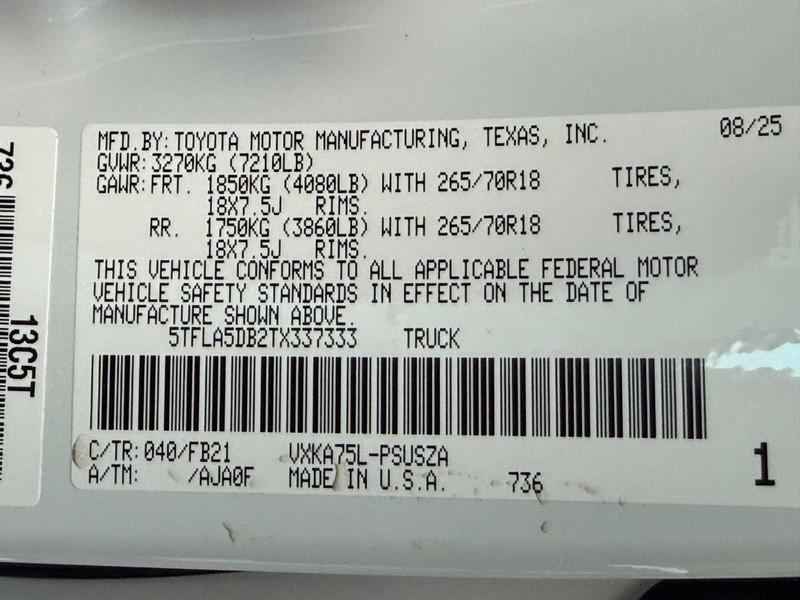 MFD.BY: TOYOTA MOTOR MANUFACTURING, TEXAS, INC. 08/25
GVWR: 3270KG (7210LB)
GAWR: FRT. 1850KG (4080LB) WITH 265/70R18 TIRES,
18X7.5J RIMS.
RR. 1750KG (3860LB) WITH 265/70R18 TIRES,
18X7.5J RIMS.
THIS VEHICLE CONFORMS TO ALL APPLICABLE FEDERAL MOTOR
VEHICLE SAFETY STANDARDS IN EFFECT ON THE DATE OF
MANUFACTURE SHOWN ABOVE.
5TFLA5DB2TX337333 TRUCK
C/TR: 040/FB21 VXKA75L-PSUSZA
A/TM: /AJA0F MADE IN U.S.A. 736
1
736
13C5T